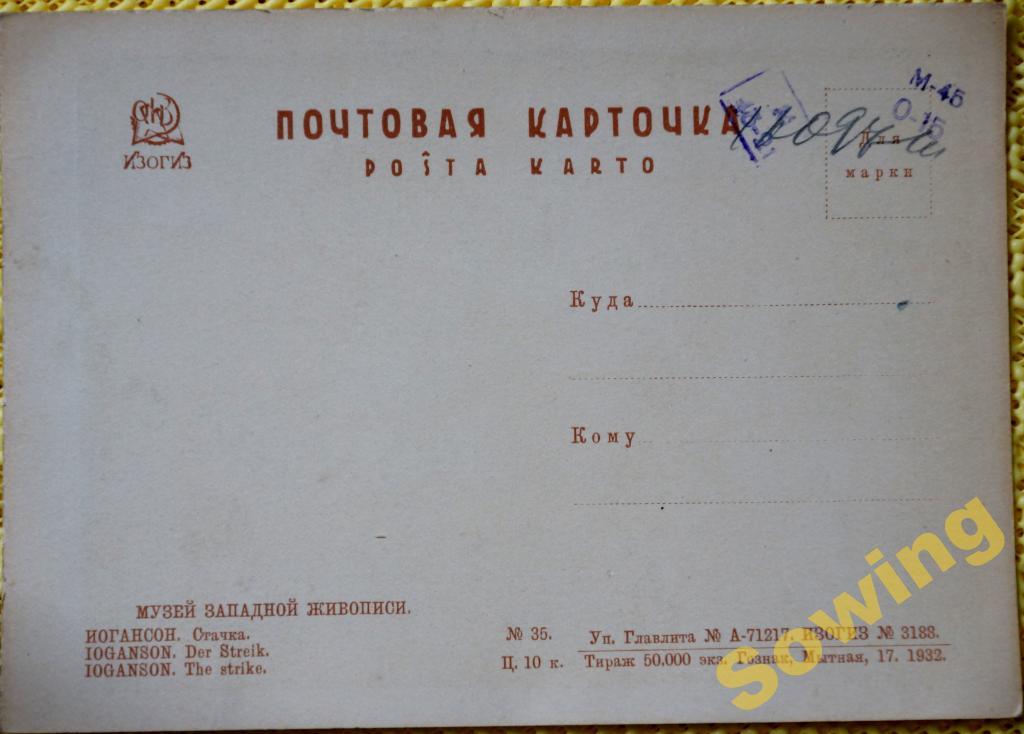 ИЗОГИЗ
ПОЧТОВАЯ КАРТОЧКА
POŜTA KARTO
М-45
О-15
Для
марки
Куда
Кому
МУЗЕЙ ЗАПАДНОЙ ЖИВОПИСИ.
ИОГАНСОН. Стачка.
IOGANSON. Der Streik.
IOGANSON. The strike.
№ 35.
Ц. 10 к.
Уп. Главлита № А-71217. ИЗОГИЗ № 3188.
Тираж 50.000 экз. Гознак, Мытная, 17. 1932.
sowing